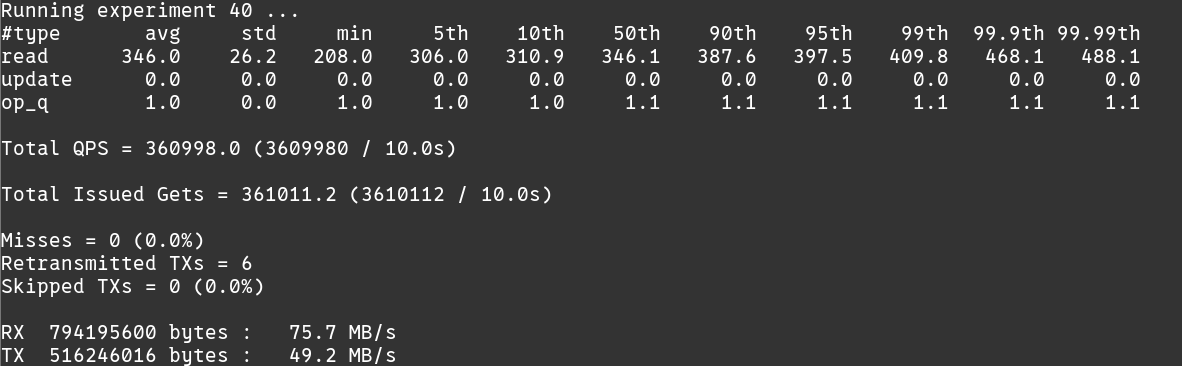 Running experiment 40 ...
#type       avg     std      min     5th    10th    50th    90th    95th    99th  99.9th 99.99th
read      346.0    26.2    208.0   306.0   310.9   346.1   387.6   397.5   409.8   468.1   488.1
update      0.0     0.0      0.0     0.0     0.0     0.0     0.0     0.0     0.0     0.0     0.0
op_q        1.0     0.0      1.0     1.0     1.0     1.1     1.1     1.1     1.1     1.1     1.1
Total QPS = 360998.0 (3609980 / 10.0s)
Total Issued Gets = 361011.2 (3610112 / 10.0s)
Misses = 0 (0.0%)
Retransmitted TXs = 6
Skipped TXs = 0 (0.0%)
RX  794195600 bytes :   75.7 MB/s
TX  516246016 bytes :   49.2 MB/s